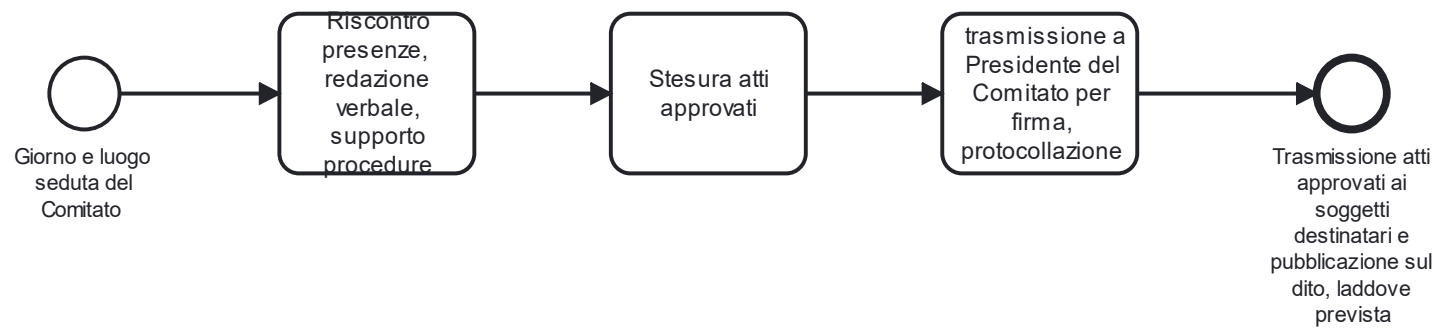 Giorno e luogo
seduta del
Comitato
Riscontro
presenze,
redazione
verbale,
supporto
procedure
Stesura atti
approvati
trasmissione a
Presidente del
Comitato per
firma,
protocollazione
Trasmissione atti
approvati ai
soggetti
destinatari e
pubblicazione sul
dito, laddove
prevista